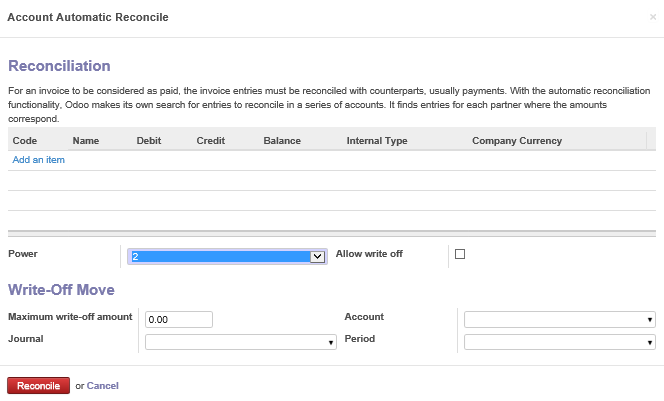 Account Automatic Reconcile ×
Reconciliation
For an invoice to be considered as paid, the invoice entries must be reconciled with counterparts, usually payments. With the automatic reconciliation
functionality, Odoo makes its own search for entries to reconcile in a series of accounts. It finds entries for each partner where the amounts
correspond.
Code Name Debit Credit Balance Internal Type Company Currency
Add an item
Power 2 Allow write off
Write-Off Move
Maximum write-off amount 0.00 Account
Journal Period
Reconcile or Cancel